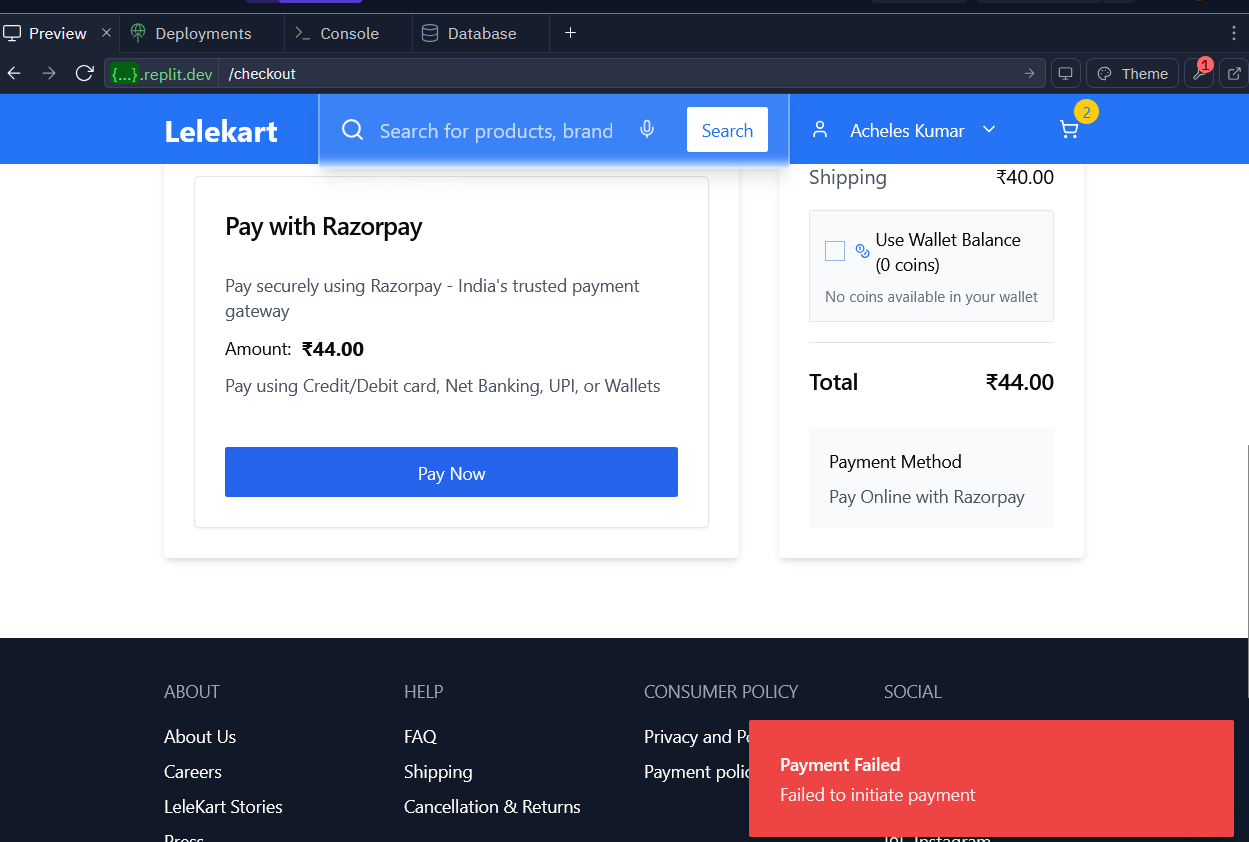 Preview
Deployments
Console
Database
{...}.replit.dev
/checkout
Theme
1
Lelekart
Search for products, brand
Search
Acheles Kumar
2
Pay with Razorpay
Pay securely using Razorpay - India's trusted payment
gateway
Amount: ₹44.00
Pay using Credit/Debit card, Net Banking, UPI, or Wallets
Pay Now
Shipping ₹40.00
Use Wallet Balance
(0 coins)
No coins available in your wallet
Total ₹44.00
Payment Method
Pay Online with Razorpay
ABOUT
About Us
Careers
LeleKart Stories
Press
HELP
FAQ
Shipping
Cancellation & Returns
CONSUMER POLICY
Privacy and Po
Payment polic
SOCIAL
Instagram
Payment Failed
Failed to initiate payment